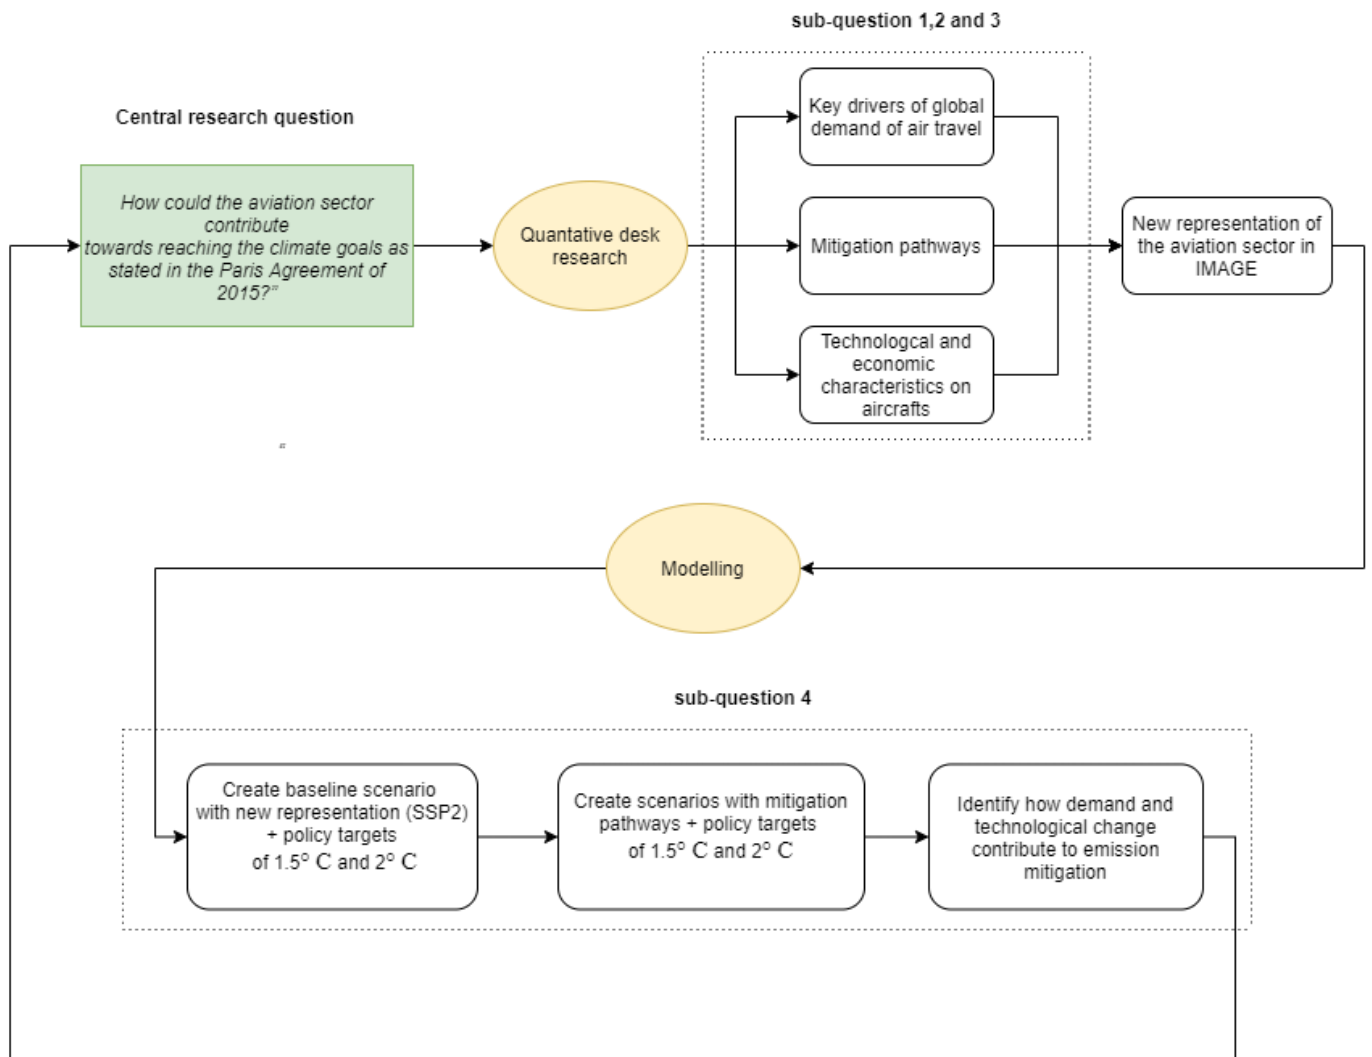 sub-question 1,2 and 3
Central research question
How could the aviation sector
contribute
towards reaching the climate goals as
stated in the Paris Agreement of
2015?"
Quantative desk
research
Key drivers of global
demand of air travel
Mitigation pathways
Technologcal and
economic
characteristics on
aircrafts
New representation of
the aviation sector in
IMAGE
“
Modelling
sub-question 4
Create baseline scenario
with new representation (SSP2)
+ policy targets
of 1.5° C and 2° C
Create scenarios with mitigation
pathways + policy targets
of 1.5° C and 2° C
Identify how demand and
technological change
contribute to emission
mitigation